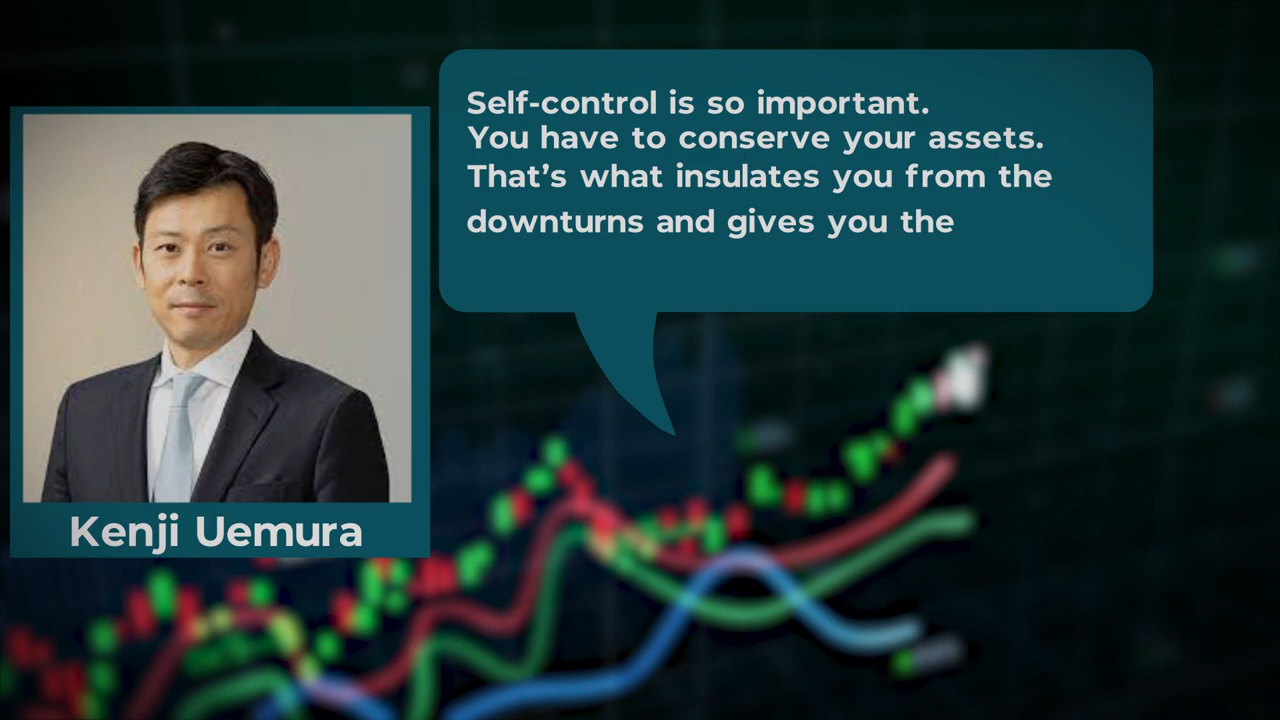 Self-control is so important.
You have to conserve your assets.
That’s what insulates you from the
downturns and gives you the
Kenji Uemura